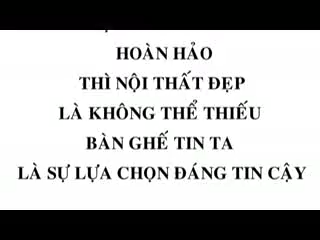 HOÀN HẢO
THÌ NỘI THẤT ĐẸP
LÀ KHÔNG THỂ THIẾU
BÀN GHẾ TIN TA
LÀ SỰ LỰA CHỌN ĐÁNG TIN CẬY